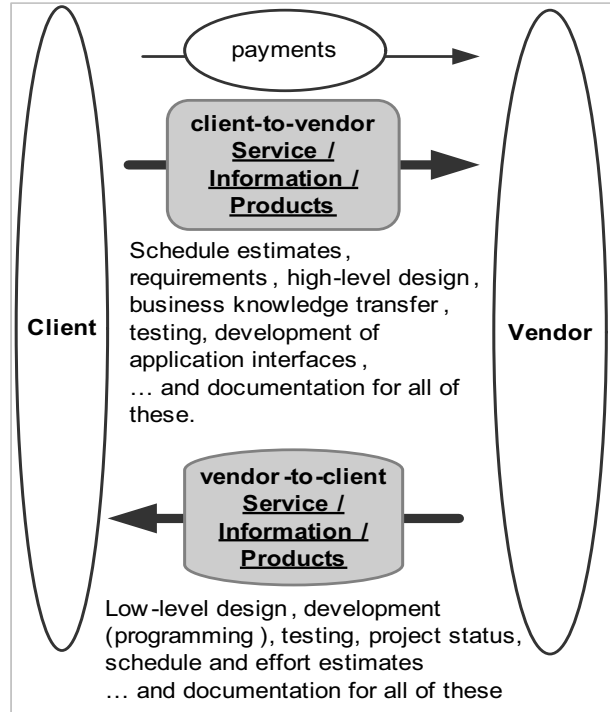 payments
client-to-vendor
Service /
Information /
Products
Schedule estimates,
requirements, high-level design,
business knowledge transfer,
testing, development of
application interfaces,
… and documentation for all of
these.
Client
Vendor
vendor-to-client
Service /
Information /
Products
Low-level design, development
(programming), testing, project status,
schedule and effort estimates
… and documentation for all of these